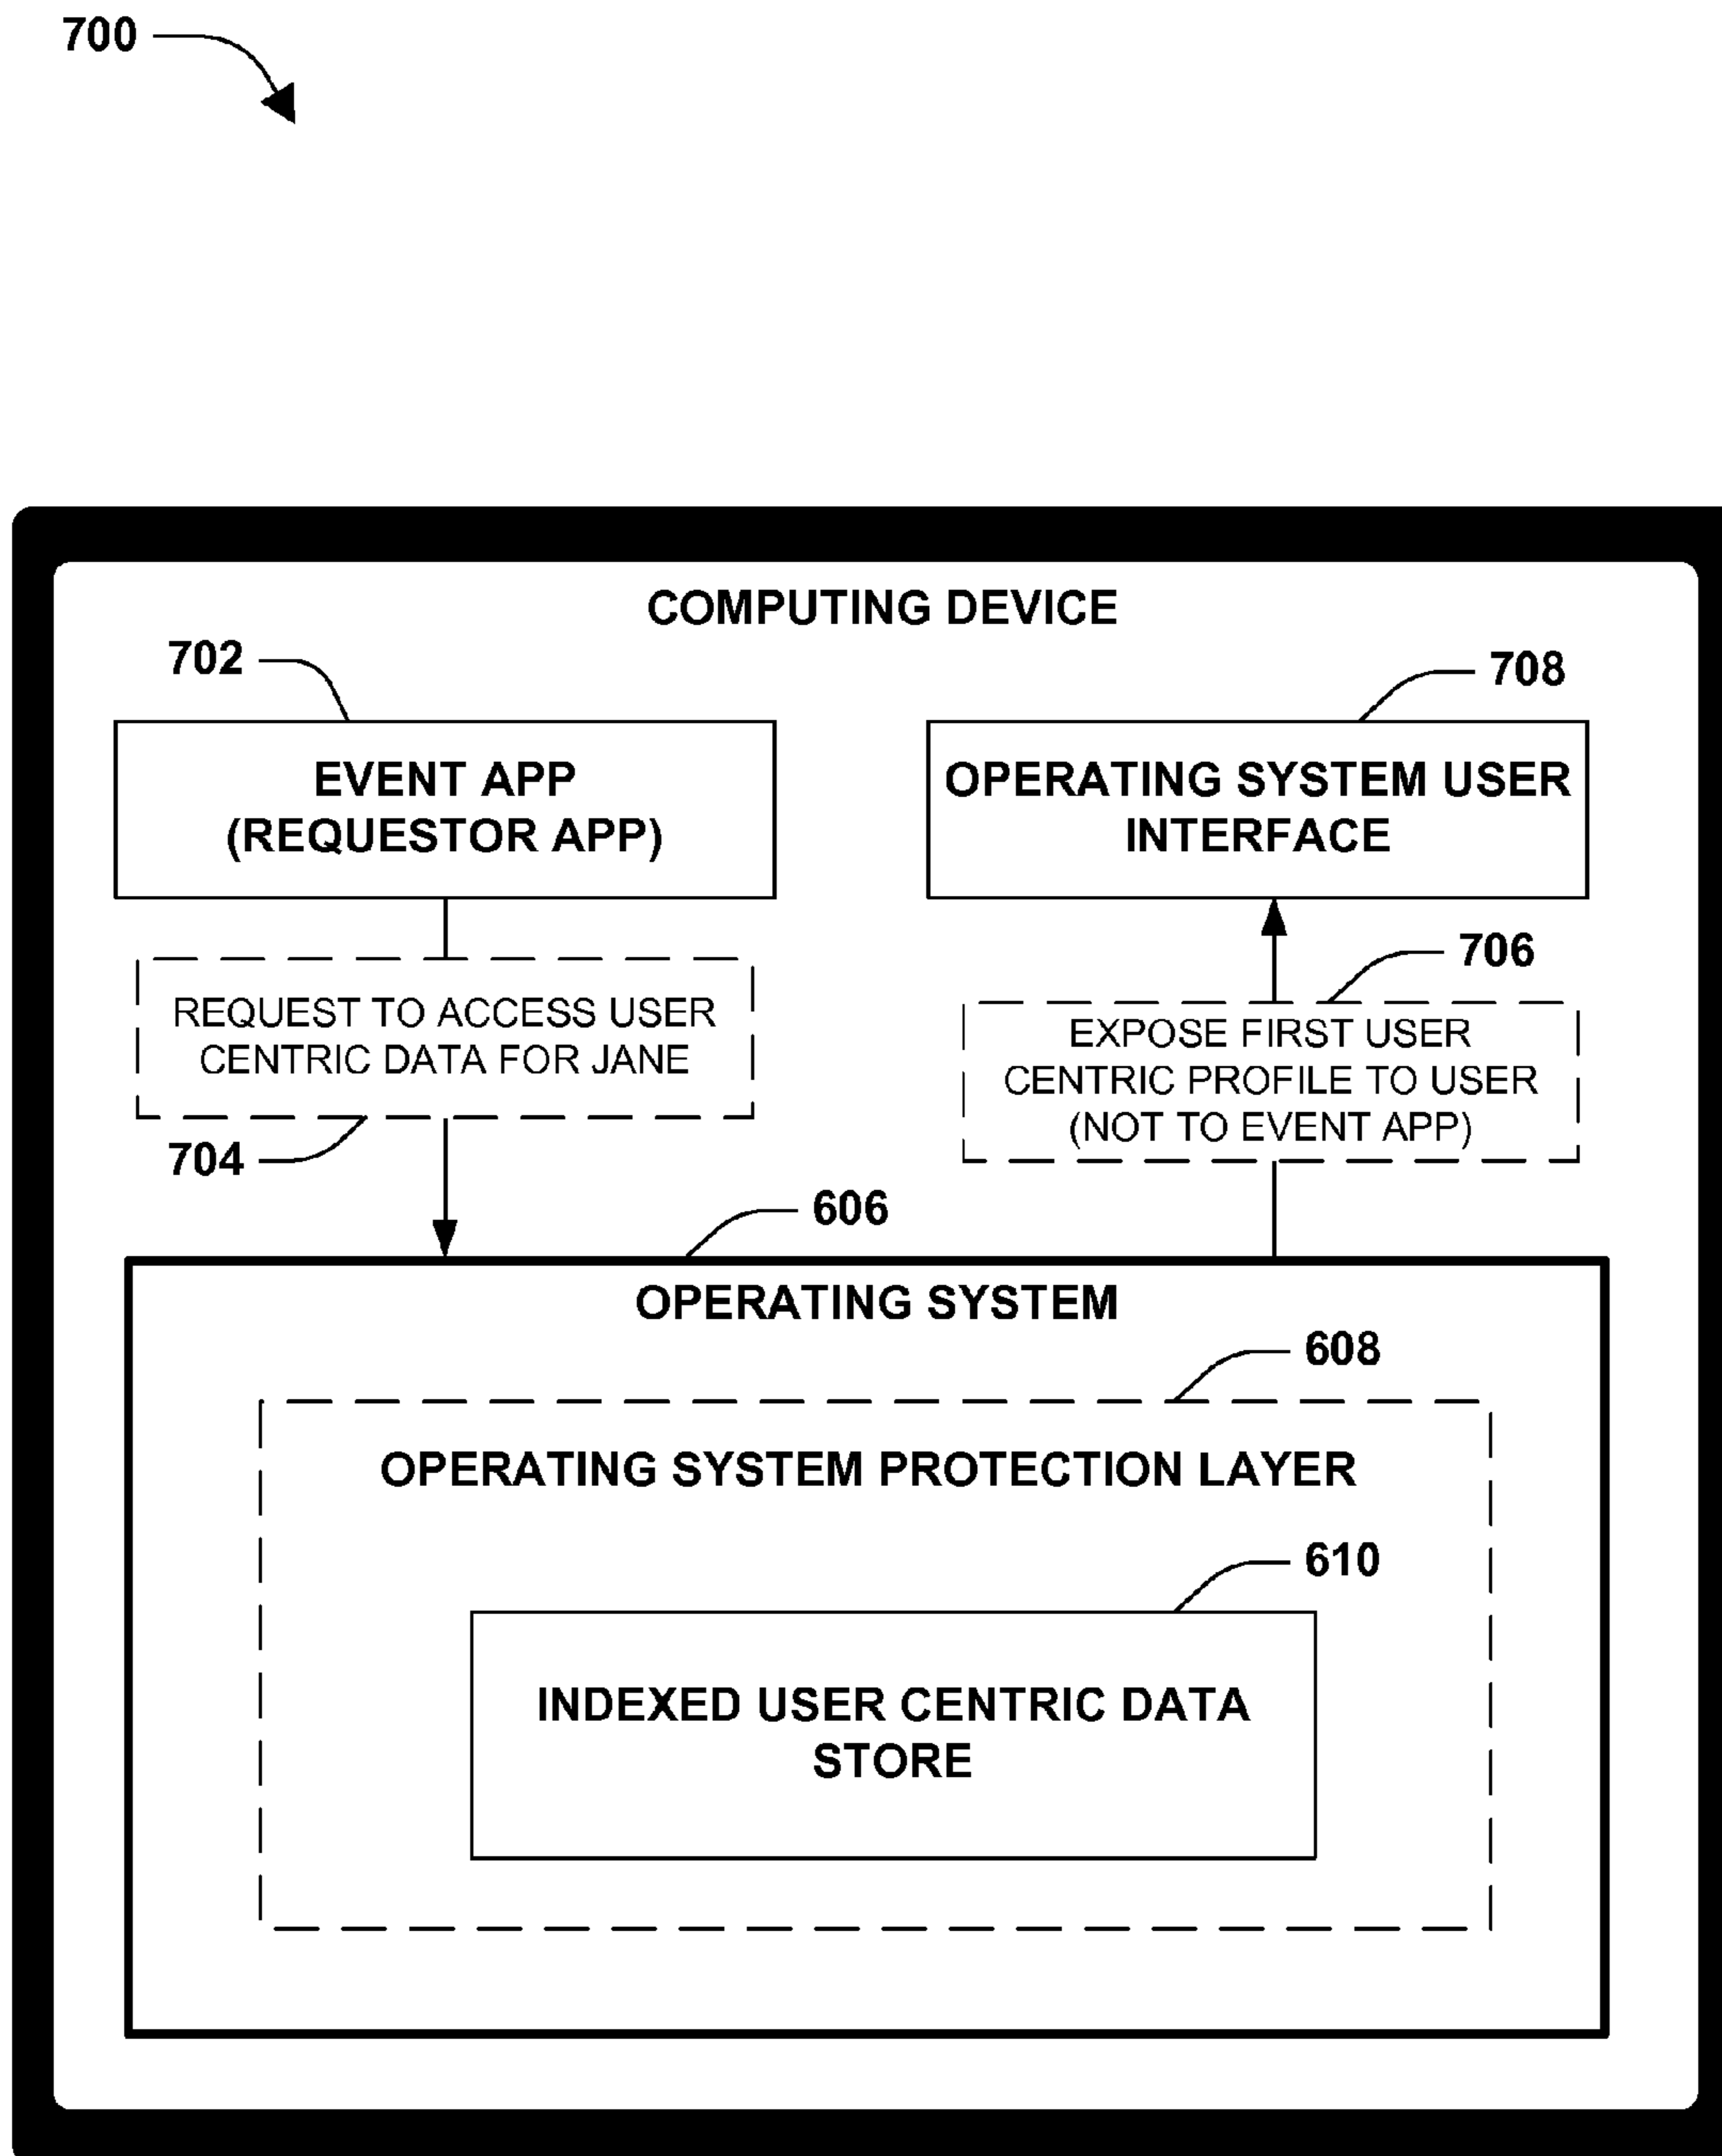 700
COMPUTING DEVICE
702
708
EVENT APP
(REQUESTOR APP)
OPERATING SYSTEM USER
INTERFACE
706
REQUEST TO ACCESS USER
CENTRIC DATA FOR JANE
EXPOSE FIRST USER
CENTRIC PROFILE TO USER
(NOT TO EVENT APP)
704
606
OPERATING SYSTEM
608
OPERATING SYSTEM PROTECTION LAYER
610
INDEXED USER CENTRIC DATA
STORE